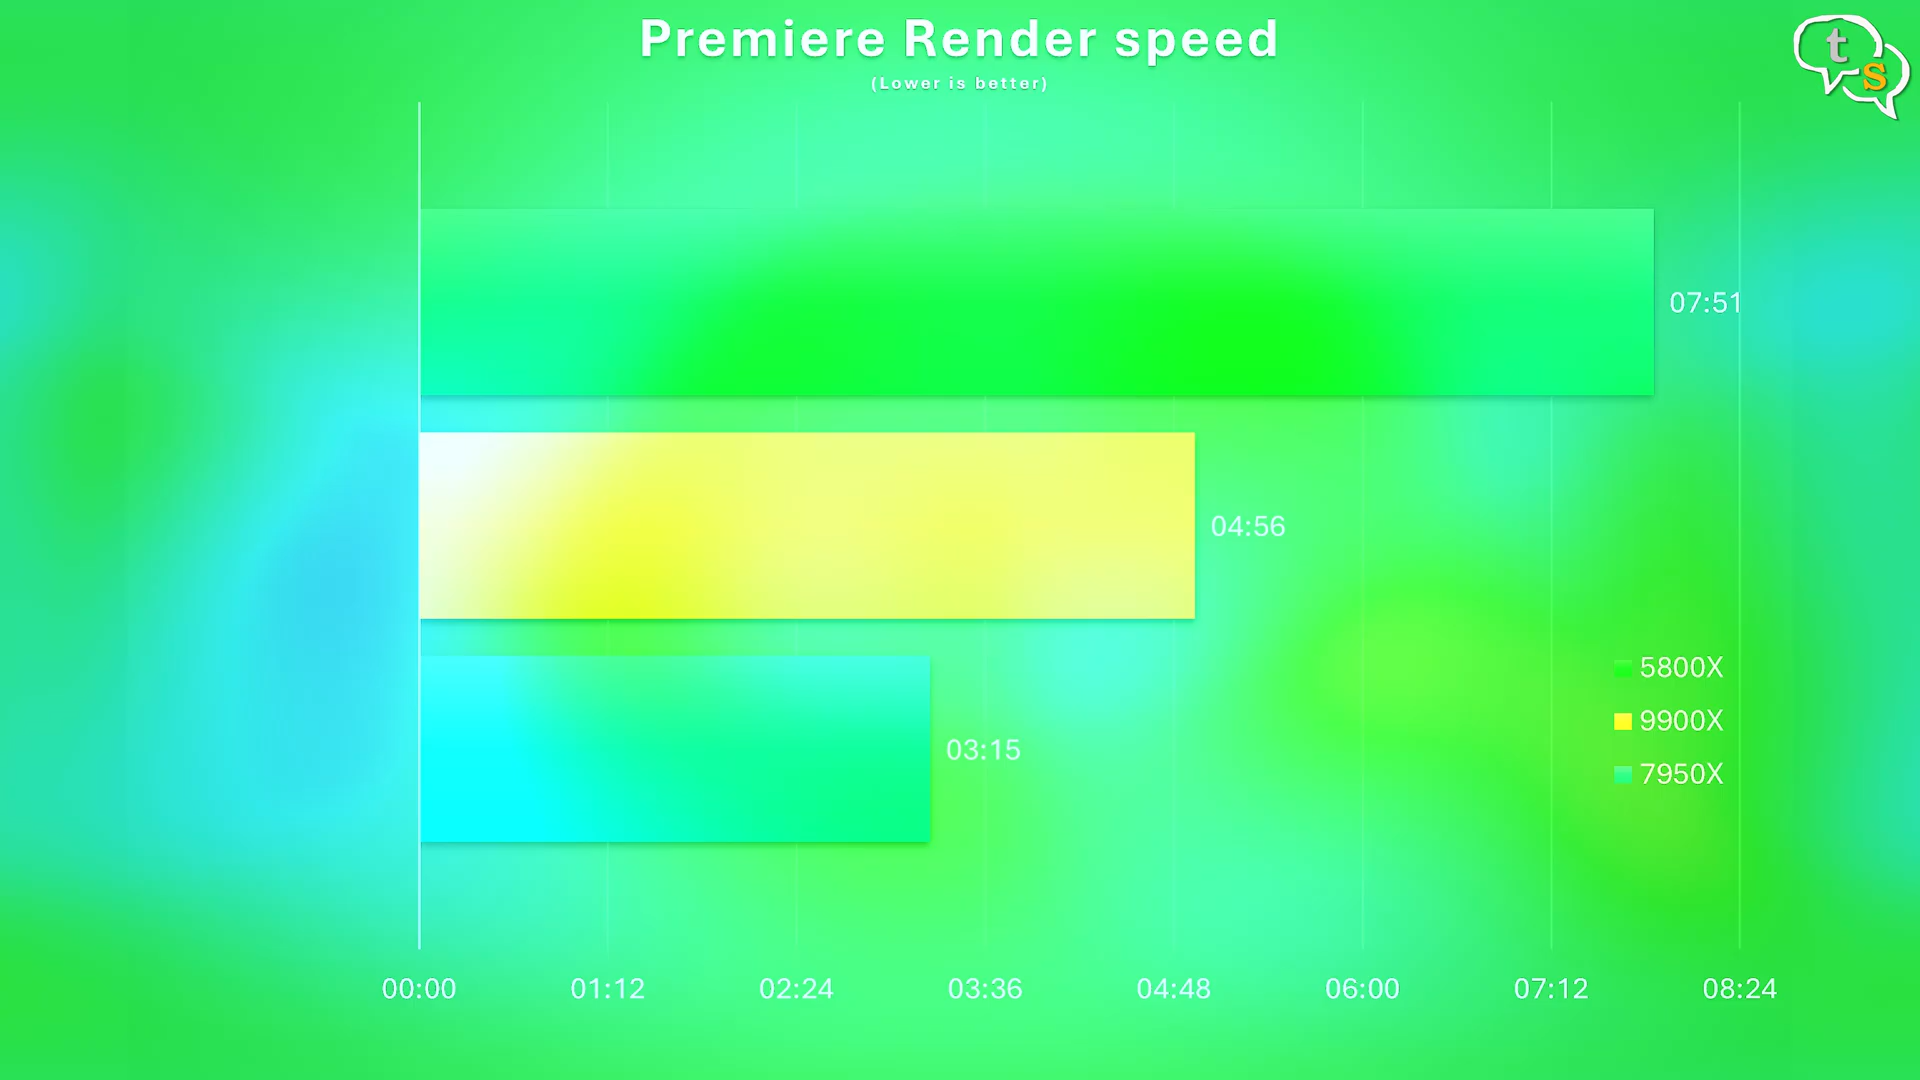 Premiere Render speed
(Lower is better)
t
s
07:51
04:56
03:15
5800X
9900X
7950X
00:00 01:12 02:24 03:36 04:48 06:00 07:12 08:24